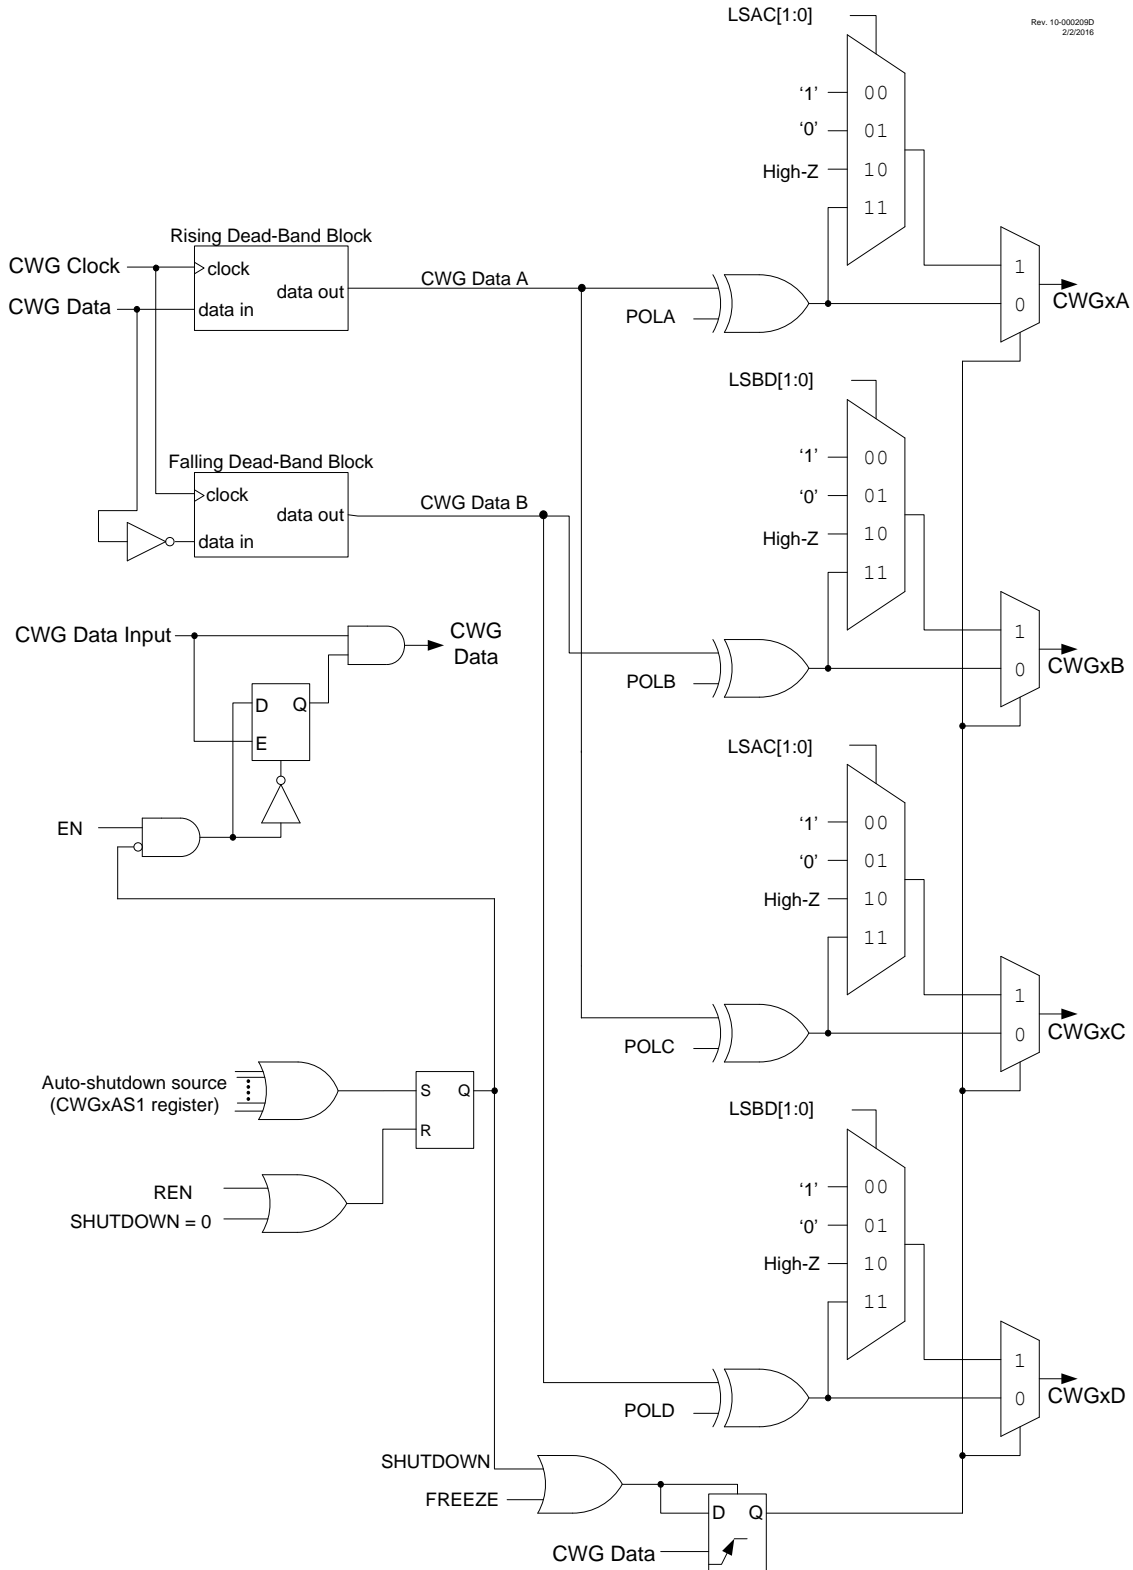 LSAC[1:0]
Rev. 10-000209D
2/2/2016
‘1’
00
‘0’
01
High-Z
10
11
Rising Dead-Band Block
CWG Clock
clock
CWG Data
data in
data out
CWG Data A
POLA
1
0
CWGxA
LSBD[1:0]
‘1’
00
‘0’
01
High-Z
10
11
Falling Dead-Band Block
clock
data out
data in
CWG Data B
POLB
1
0
CWGxB
CWG Data Input
CWG
Data
D
Q
E
EN
LSAC[1:0]
‘1’
00
‘0’
01
High-Z
10
11
POLC
1
0
CWGxC
Auto-shutdown source
(CWGxAS1 register)
S
Q
R
REN
SHUTDOWN = 0
LSBD[1:0]
‘1’
00
‘0’
01
High-Z
10
11
POLD
1
0
CWGxD
SHUTDOWN
FREEZE
D
Q
CWG Data